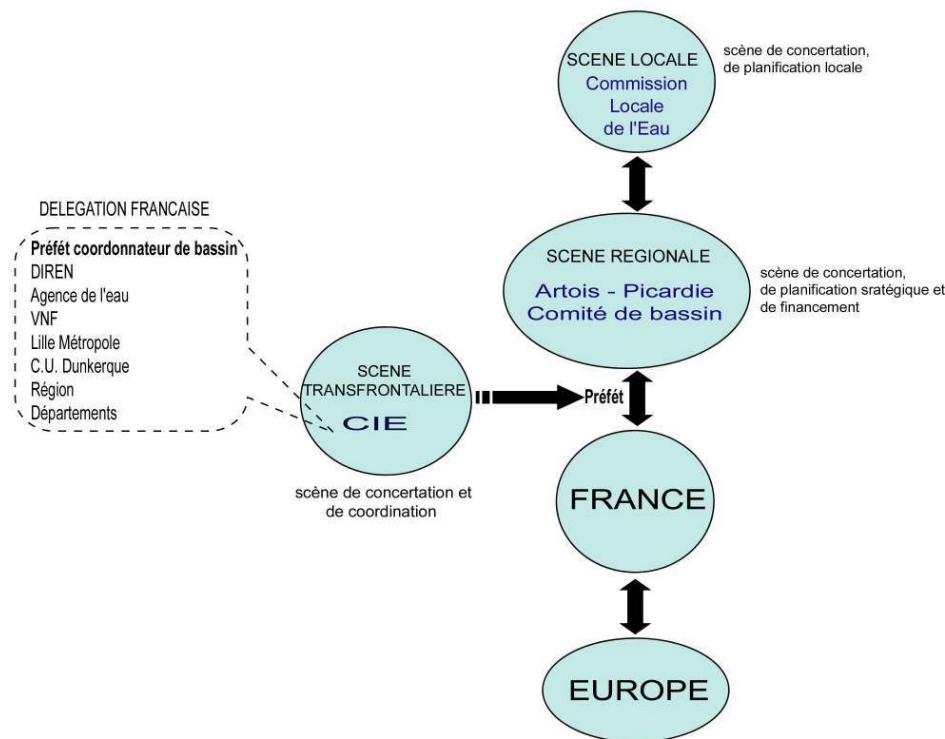 SCENE LOCALE
Commission
Locale
de l'Eau
scène de concertation,
de planification locale
DELEGATION FRANCAISE
Préfét coordonnateur de bassin
DIREN
Agence de l'eau
VNF
Lille Métropole
C.U. Dunkerque
Région
Départements
SCENE REGIONALE
Artois - Picardie
Comité de bassin
scène de concertation,
de planification sratégique et
de financement
SCENE
TRANSFRONTALIERE
CIE
Préfét
scène de concertation et
de coordination
FRANCE
EUROPE